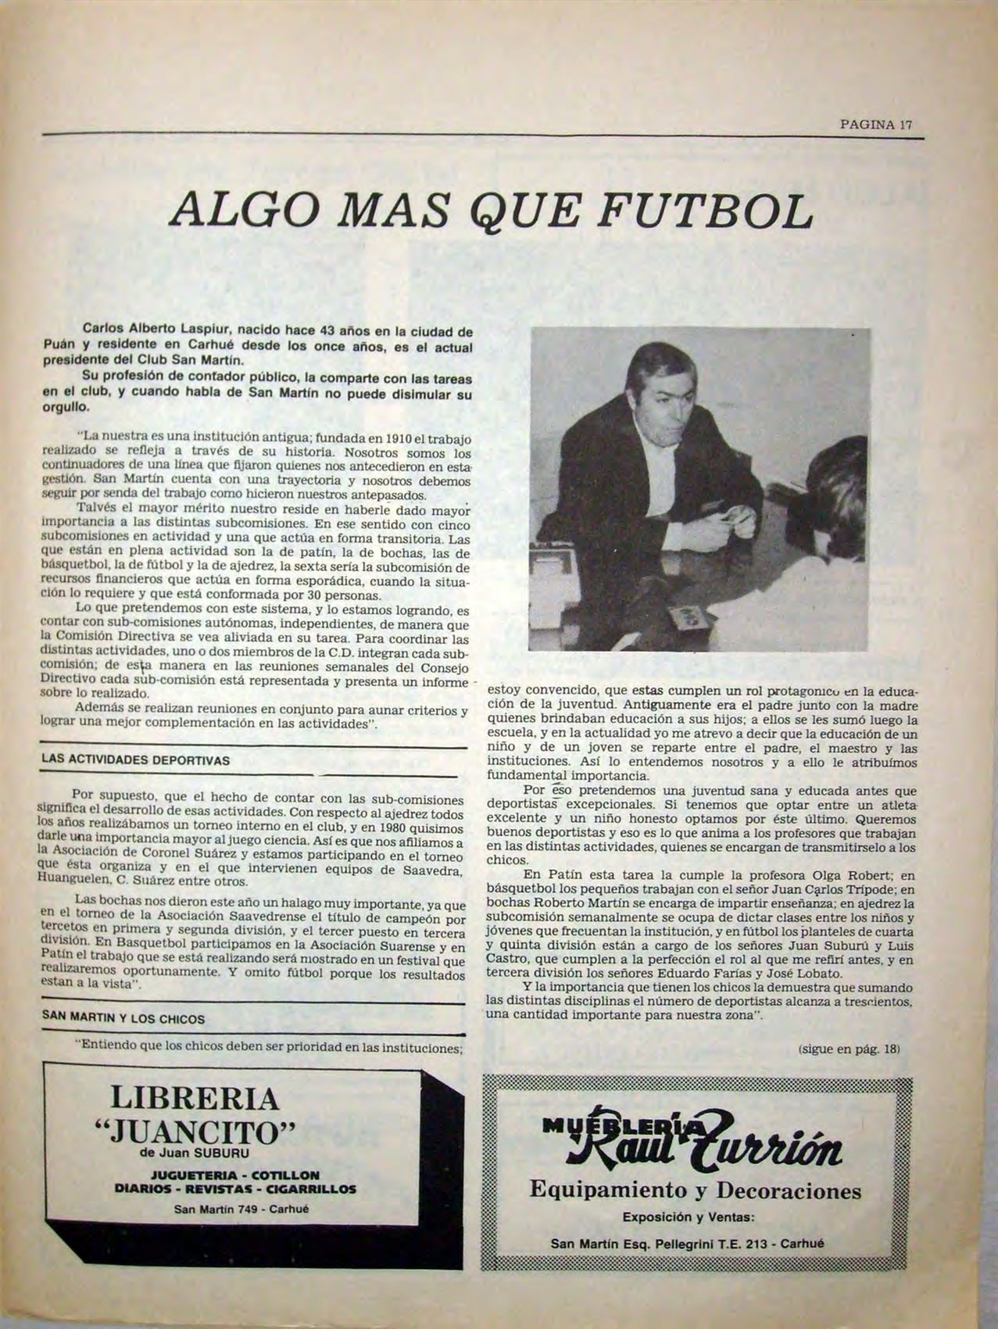 PAGINA 17
ALGO MAS QUE FUTBOL
Carlos Alberto Laspiur, nacido hace 43 años en la ciudad de
Puán y residente en Carhué desde los once años, es el actual
presidente del Club San Martín.
Su profesión de contador público, la comparte con las tareas
en el club, y cuando habla de San Martín no puede disimular su
orgullo.
"La nuestra es una institución antigua; fundada en 1910 el trabajo
realizado se refleja a través de su historia. Nosotros somos los
continuadores de una línea que fijaron quienes nos antecedieron en esta
gestión. San Martín cuenta con una trayectoria y nosotros debemos
seguir por senda del trabajo como hicieron nuestros antepasados.
Talvés el mayor mérito nuestro reside en haberle dado mayor
importancia a las distintas subcomisiones. En ese sentido con cinco
subcomisiones en actividad y una que actúa en forma transitoria. Las
que están en plena actividad son la de patín, la de bochas, las de
básquetbol, la de fútbol y la de ajedrez, la sexta sería la subcomisión de
recursos financieros que actúa en forma esporádica, cuando la situa-
ción lo requiere y que está conformada por 30 personas.
Lo que pretendemos con este sistema, y lo estamos logrando, es
contar con sub-comisiones autónomas, independientes, de manera que
la Comisión Directiva se vea aliviada en su tarea. Para coordinar las
distintas actividades, uno o dos miembros de la C.D. integran cada sub-
comisión; de esta manera en las reuniones semanales del Consejo
Directivo cada sub-comisión está representada y presenta un informe
sobre lo realizado.
Además se realizan reuniones en conjunto para aunar criterios y
lograr una mejor complementación en las actividades".
LAS ACTIVIDADES DEPORTIVAS
Por supuesto, que el hecho de contar con las sub-comisiones
significa el desarrollo de esas actividades. Con respecto al ajedrez todos
los años realizábamos un torneo interno en el club, y en 1980 quisimos
darle una importancia mayor al juego ciencia. Así es que nos afiliamos a
la Asociación de Coronel Suárez y estamos participando en el torneo
que ésta organiza y en el que intervienen equipos de Saavedra,
Huanguelen, C. Suárez entre otros.
Las bochas nos dieron este año un halago muy importante, ya que
en el torneo de la Asociación Saavedrense el título de campeón por
tercetos en primera y segunda división, y el tercer puesto en tercera
división. En Basquetbol participamos en la Asociación Suarense y en
Patín el trabajo que se está realizando será mostrado en un festival que
realizaremos oportunamente. Y omito fútbol porque los resultados
estan a la vista".
SAN MARTIN Y LOS CHICOS
"Entiendo que los chicos deben ser prioridad en las instituciones;
estoy convencido, que estas cumplen un rol protagonico en la educa-
ción de la juventud. Antiguamente era el padre junto con la madre
quienes brindaban educación a sus hijos; a ellos se les sumó luego la
escuela, y en la actualidad yo me atrevo a decir que la educación de un
niño y de un joven se reparte entre el padre, el maestro y las
instituciones. Así lo entendemos nosotros y a ello le atribuímos
fundamental importancia.
Por éso pretendemos una juventud sana y educada antes que
deportistas excepcionales. Si tenemos que optar entre un atleta
excelente y un niño honesto optamos por éste último. Queremos
buenos deportistas y eso es lo que anima a los profesores que trabajan
en las distintas actividades, quienes se encargan de transmitírselo a los
chicos.
En Patín esta tarea la cumple la profesora Olga Robert; en
básquetbol los pequeños trabajan con el señor Juan Carlos Trípode; en
bochas Roberto Martín se encarga de impartir enseñanza; en ajedrez la
subcomisión semanalmente se ocupa de dictar clases entre los niños y
jóvenes que frecuentan la institución, y en fútbol los planteles de cuarta
y quinta división están a cargo de los señores Juan Suburú y Luis
Castro, que cumplen a la perfección el rol al que me refirí antes, y en
tercera división los señores Eduardo Farías y José Lobato.
Y la importancia que tienen los chicos la demuestra que sumando
las distintas disciplinas el número de deportistas alcanza a trescientos,
una cantidad importante para nuestra zona".
(sigue en pág. 18)
LIBRERIA
"JUANCITO"
de Juan SUBURU
JUGUETERIA - COTILLON
DIARIOS - REVISTAS - CIGARRILLOS
San Martín 749 - Carhué
MUEBLERIA
Raul Turrión
Equipamiento y Decoraciones
Exposición y Ventas:
San Martín Esq. Pellegrini T.E. 213 - Carhué